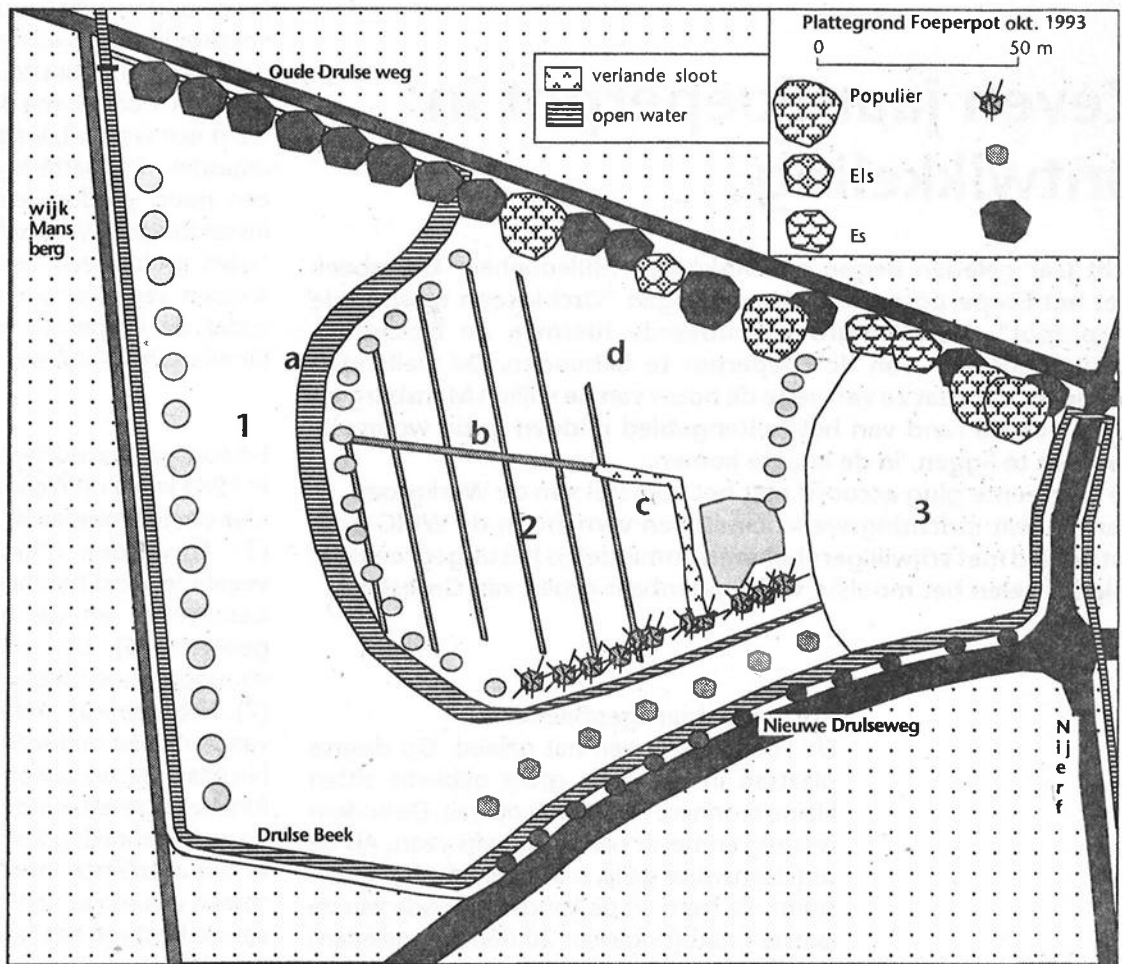 Plattegrond Foeperpot okt. 1993
0 50 m
Populier
Els
Es
verlande sloot
open water
Oude Drulse weg
wijk
Mans
berg
a
d
1
b
2
c
3
Nieuwe Drulseweg
Nijerf
Drulse Beek